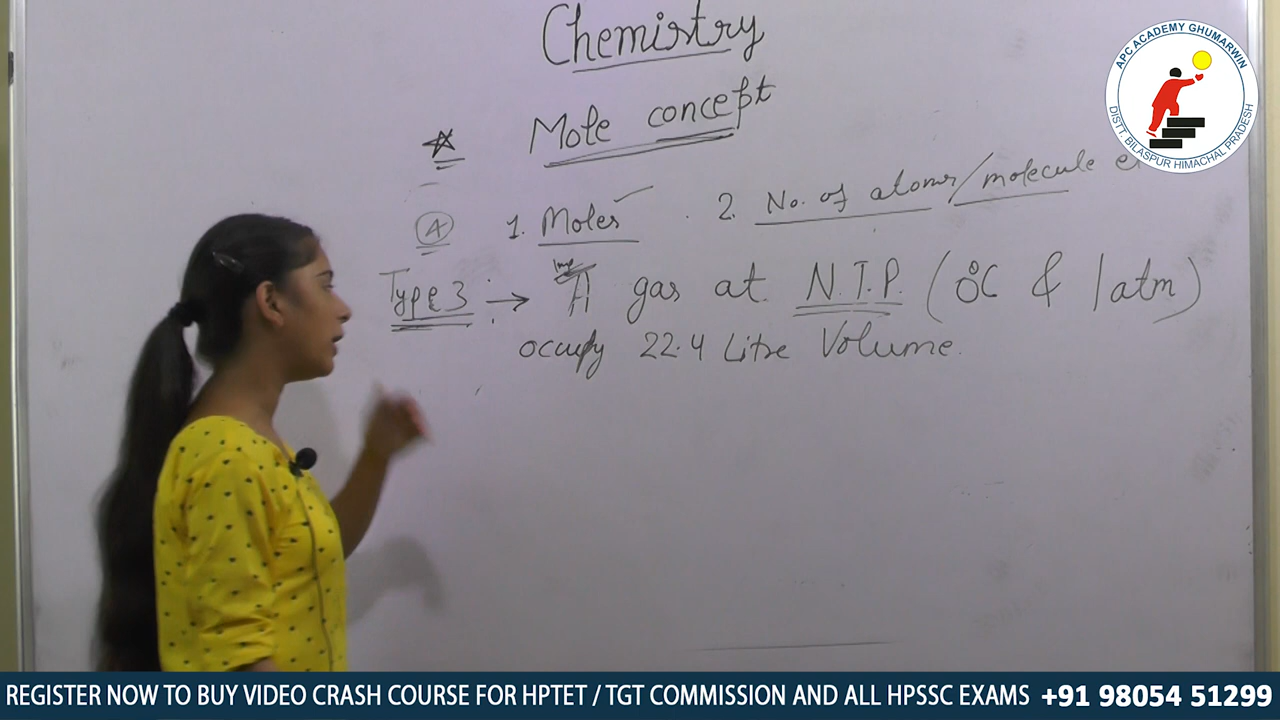 Chemistry
Mole concept
A 1. Moles 2. No. of atoms/molecule
Type 3 → imp A gas at N.T.P. (0°C & 1atm)
occupy 22.4 Litre Volume.
APC ACADEMY GHUMARWIN
DISTT. BILASPUR HIMACHAL PRADESH
REGISTER NOW TO BUY VIDEO CRASH COURSE FOR HPTET / TGT COMMISSION AND ALL HPSSC EXAMS +91 98054 51299